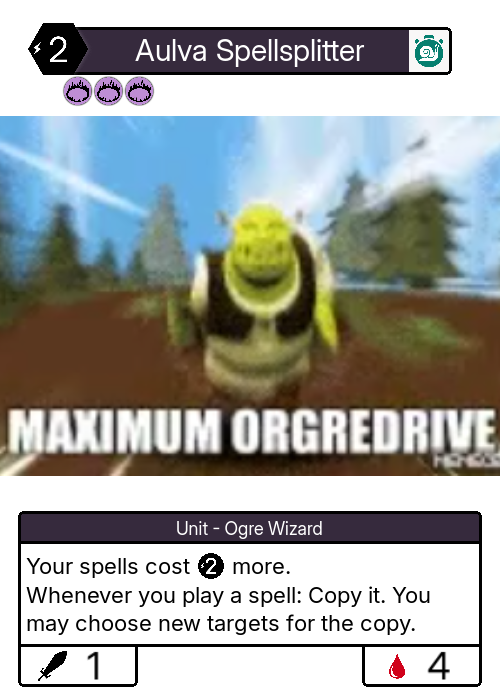 2 Aulva Spellsplitter
MAXIMUM ORGREDRIVE
Unit - Ogre Wizard
Your spells cost 2 more.
Whenever you play a spell: Copy it. You
may choose new targets for the copy.
1 4